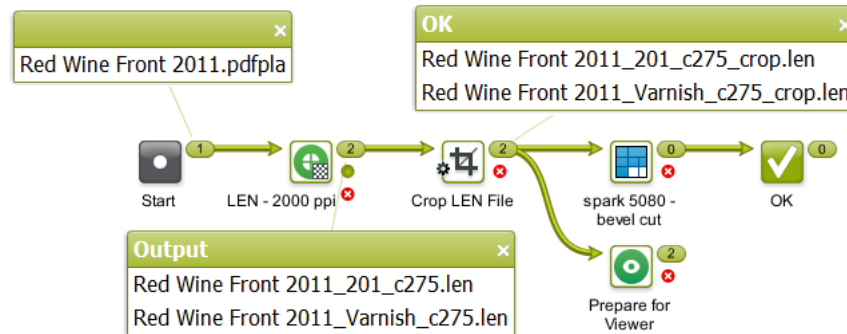 OK
Red Wine Front 2011.pdfpla
Red Wine Front 2011_201_c275_crop.len
Red Wine Front 2011_Varnish_c275_crop.len
1
2
2
0
0
Start
LEN - 2000 ppi
Crop LEN File
spark 5080 -
bevel cut
OK
Output
Red Wine Front 2011_201_c275.len
Red Wine Front 2011_Varnish_c275.len
2
Prepare for
Viewer